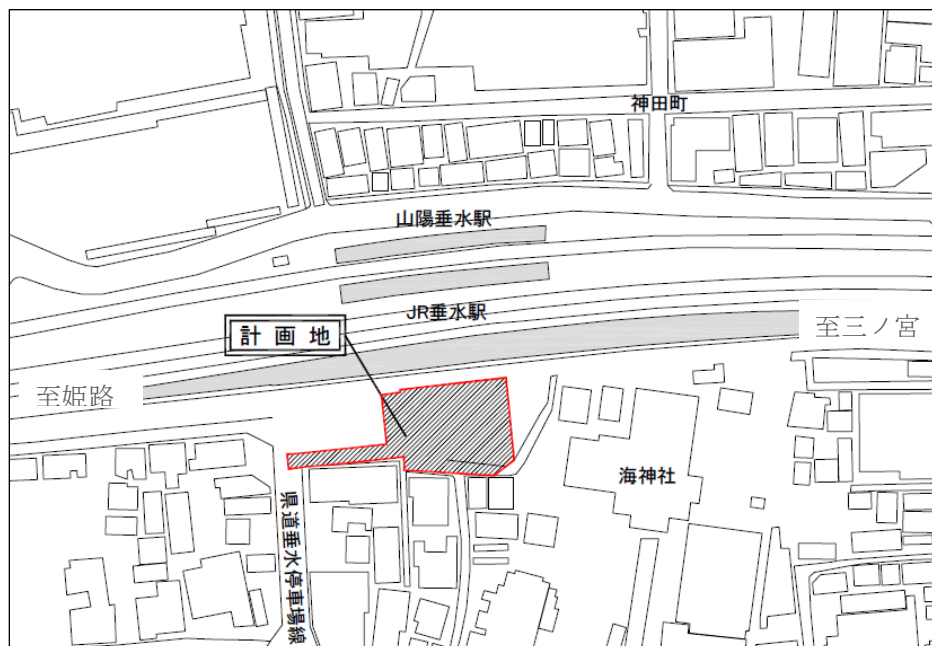 神田町
山陽垂水駅
JR垂水駅
至三ノ宮
計画地
至姫路
海神社
県道垂水停車場線